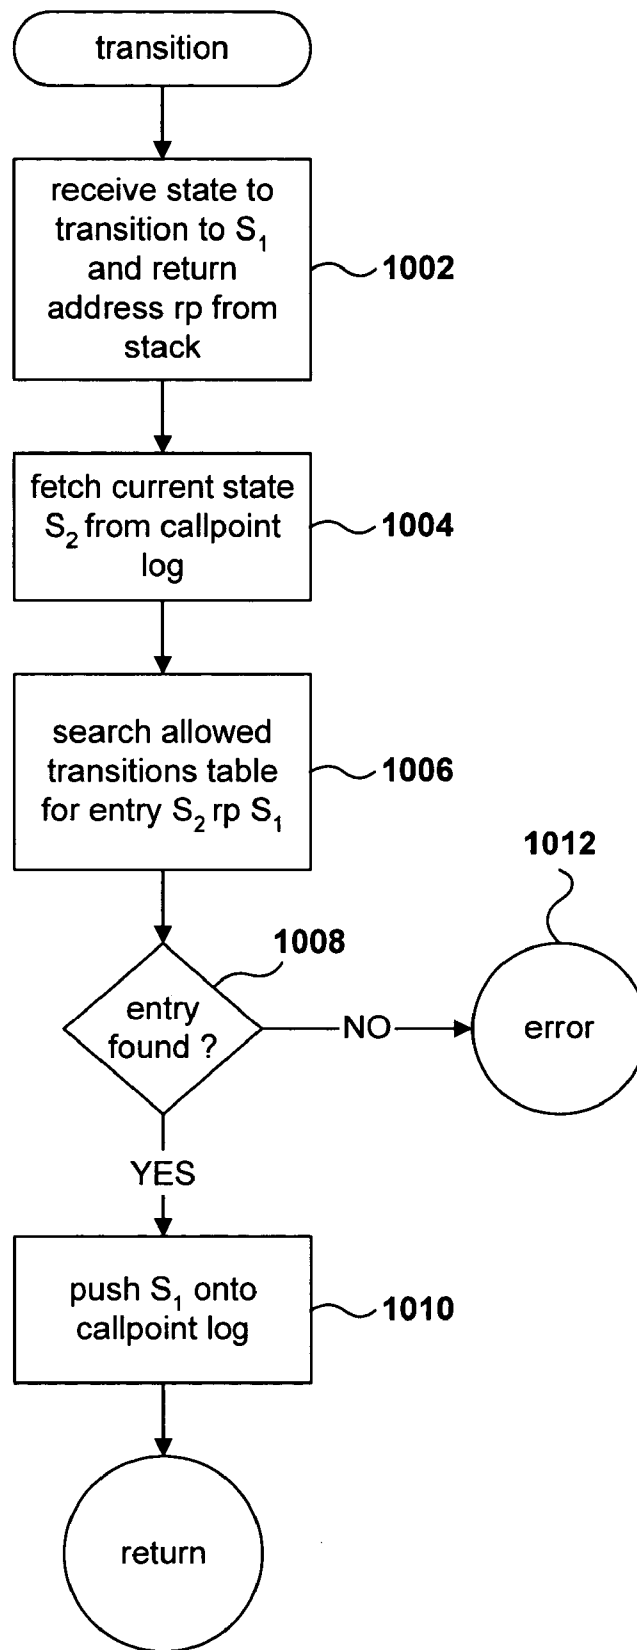 transition
receive state to
transition to S₁
and return
address rp from
stack
1002
fetch current state
S₂ from callpoint
log
1004
search allowed
transitions table
for entry S₂ rp S₁
1006
1012
1008
entry
found ?
NO
error
YES
push S₁ onto
callpoint log
1010
return